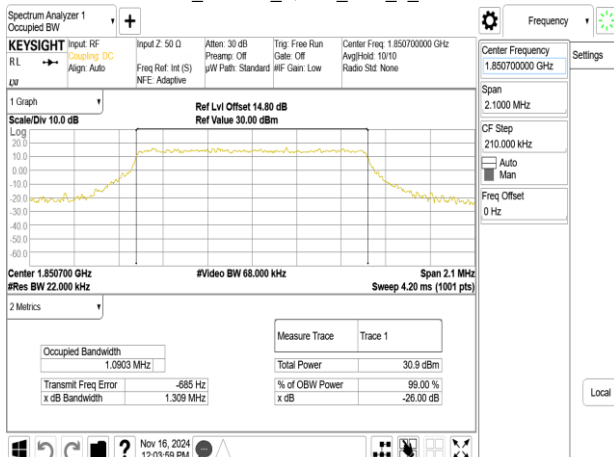 Spectrum Analyzer 1
Occupied BW
Frequency
KEYSIGHT
RL
Input: RF
Coupling: DC
Align: Auto
Input Z: 50 Ω
Freq Ref: Int (S)
NFE: Adaptive
Atten: 30 dB
Preamp: Off
µW Path: Standard
Trig: Free Run
Gate: Off
#IF Gain: Low
Center Freq: 1.850700000 GHz
Avg|Hold: 10/10
Radio Std: None
Center Frequency
1.850700000 GHz
Settings
Span
2.1000 MHz
CF Step
210.000 kHz
Auto
Man
Freq Offset
0 Hz
Local
1 Graph
Scale/Div 10.0 dB
Ref Lvl Offset 14.80 dB
Ref Value 30.00 dBm
Log
20.0
10.0
0.00
-10.0
-20.0
-30.0
-40.0
-50.0
-60.0
Center 1.850700 GHz
#Video BW 68.000 kHz
Span 2.1 MHz
#Res BW 22.000 kHz
Sweep 4.20 ms (1001 pts)
2 Metrics
Measure Trace
Trace 1
Occupied Bandwidth
1.0903 MHz
Total Power
30.9 dBm
Transmit Freq Error
-685 Hz
% of OBW Power
99.00 %
x dB Bandwidth
1.309 MHz
x dB
-26.00 dB
Nov 16, 2024
12:03:59 PM